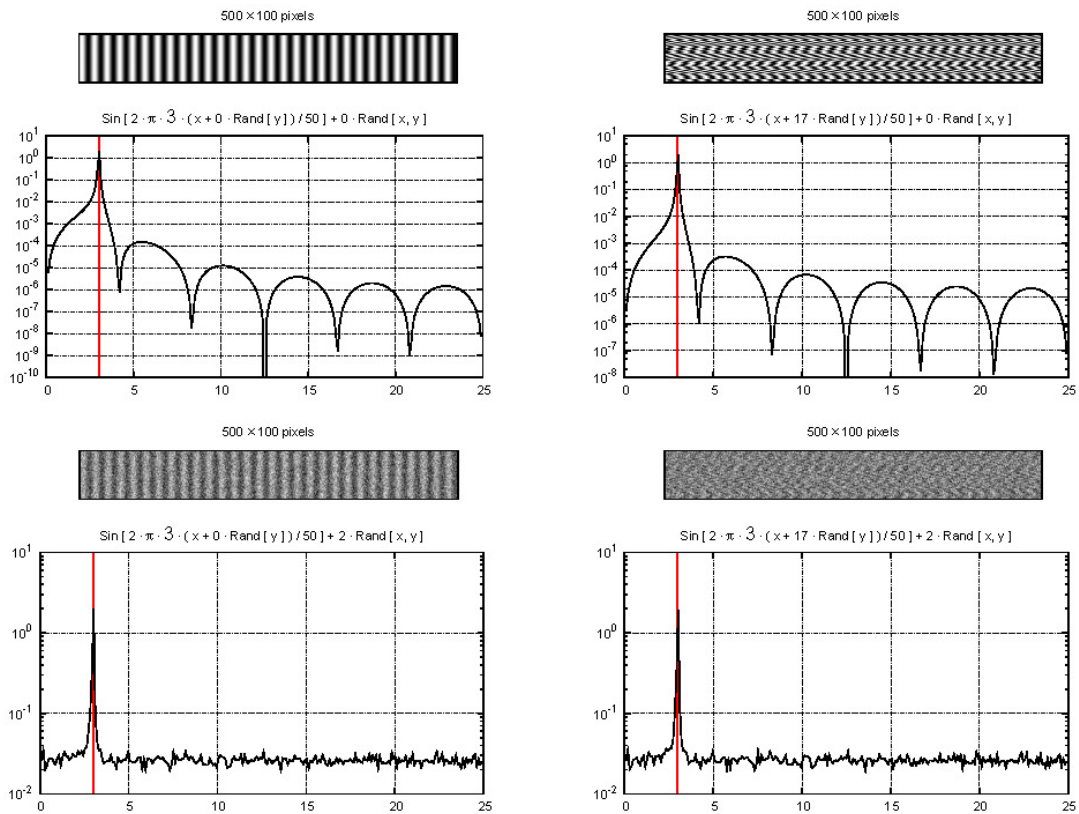 500×100 pixels
Sin [ 2 · π · 3 · ( x + 0 · Rand [ y ] ) / 50 ] + 0 · Rand [ x, y ]
10¹
10⁰
10⁻¹
10⁻²
10⁻³
10⁻⁴
10⁻⁵
10⁻⁶
10⁻⁷
10⁻⁸
10⁻⁹
10⁻¹⁰
0 5 10 15 20 25
500×100 pixels
Sin [ 2 · π · 3 · ( x + 17 · Rand [ y ] ) / 50 ] + 0 · Rand [ x, y ]
10¹
10⁰
10⁻¹
10⁻²
10⁻³
10⁻⁴
10⁻⁵
10⁻⁶
10⁻⁷
10⁻⁸
0 5 10 15 20 25
500×100 pixels
Sin [ 2 · π · 3 · ( x + 0 · Rand [ y ] ) / 50 ] + 2 · Rand [ x, y ]
10¹
10⁰
10⁻¹
10⁻²
0 5 10 15 20 25
500×100 pixels
Sin [ 2 · π · 3 · ( x + 17 · Rand [ y ] ) / 50 ] + 2 · Rand [ x, y ]
10¹
10⁰
10⁻¹
10⁻²
0 5 10 15 20 25